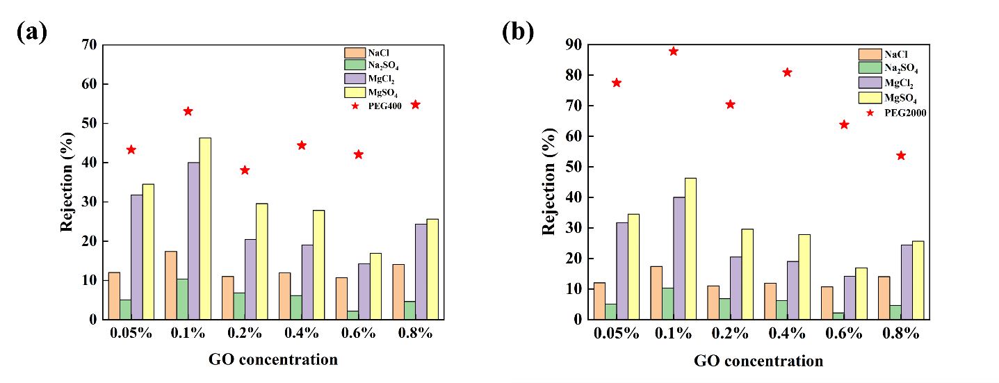 (a)
70
60
50
40
30
20
10
0
Rejection (%)
NaCl
Na₂SO₄
MgCl₂
MgSO₄
PEG400
0.05% 0.1% 0.2% 0.4% 0.6% 0.8%
GO concentration
(b)
90
80
70
60
50
40
30
20
10
0
Rejection (%)
NaCl
Na₂SO₄
MgCl₂
MgSO₄
PEG2000
0.05% 0.1% 0.2% 0.4% 0.6% 0.8%
GO concentration